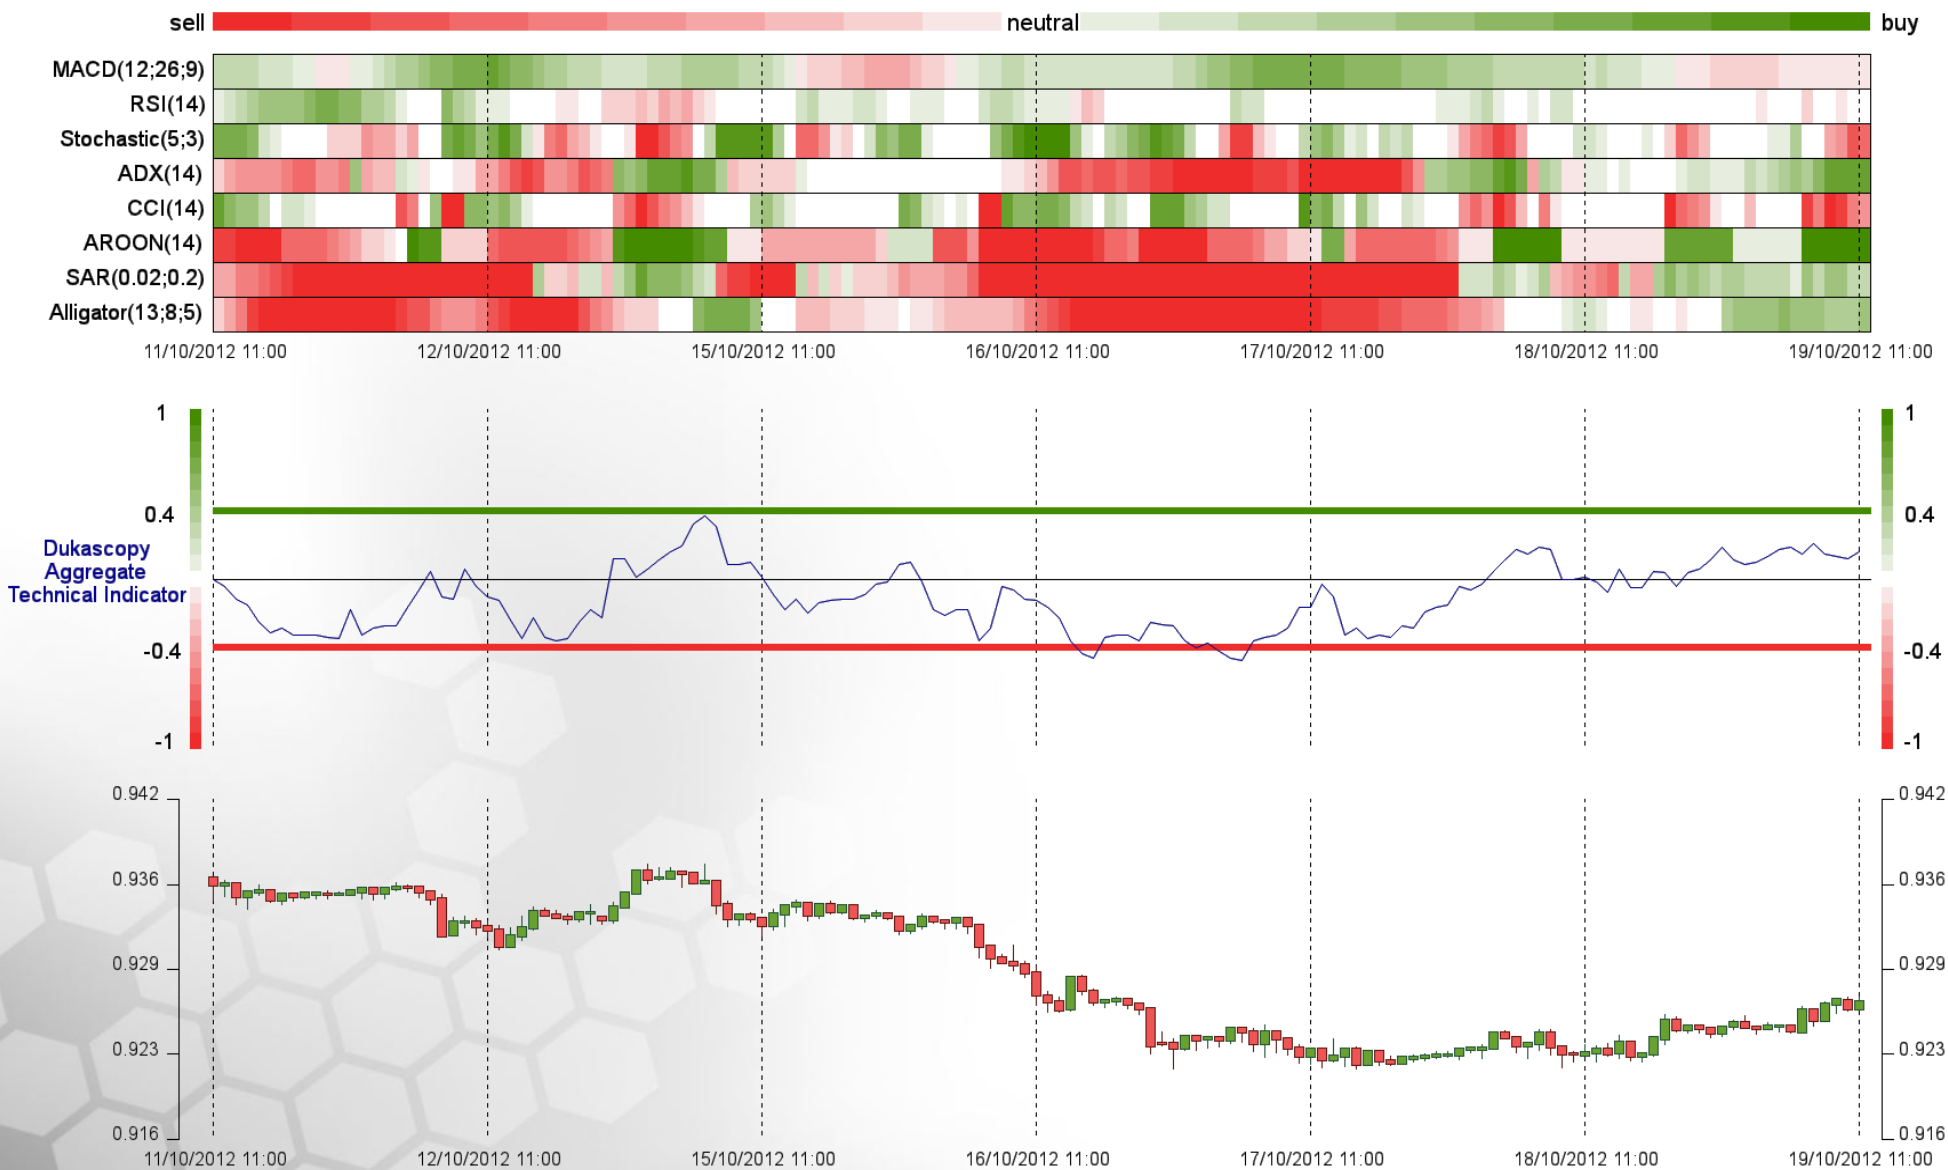 sell neutral buy
MACD(12;26;9)
RSI(14)
Stochastic(5;3)
ADX(14)
CCI(14)
AROON(14)
SAR(0.02;0.2)
Alligator(13;8;5)
11/10/2012 11:00 12/10/2012 11:00 15/10/2012 11:00 16/10/2012 11:00 17/10/2012 11:00 18/10/2012 11:00 19/10/2012 11:00
1 1
0.4 0.4
Dukascopy
Aggregate
Technical Indicator
-0.4 -0.4
-1 -1
0.942 0.942
0.936 0.936
0.929 0.929
0.923 0.923
0.916 0.916
11/10/2012 11:00 12/10/2012 11:00 15/10/2012 11:00 16/10/2012 11:00 17/10/2012 11:00 18/10/2012 11:00 19/10/2012 11:00